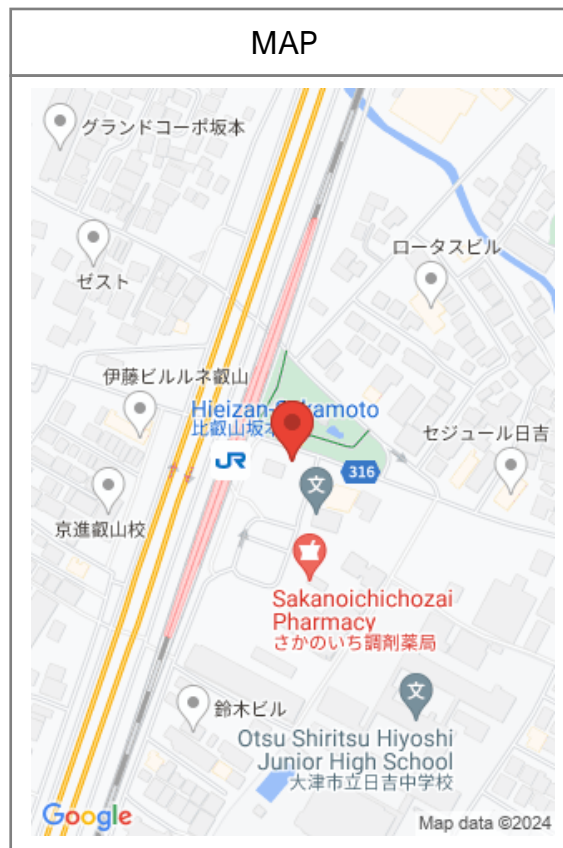 MAP
グランドコーポ坂本
ロータスビル
ゼスト
伊藤ビルルネ叡山
Hieizan-Sakamoto
比叡山坂本
セジュール日吉
JR
316
文
京進叡山校
Sakanoichichozai
Pharmacy
さかのいち調剤薬局
文
鈴木ビル
Otsu Shiritsu Hiyoshi
Junior High School
大津市立日吉中学校
Google
Map data ©2024